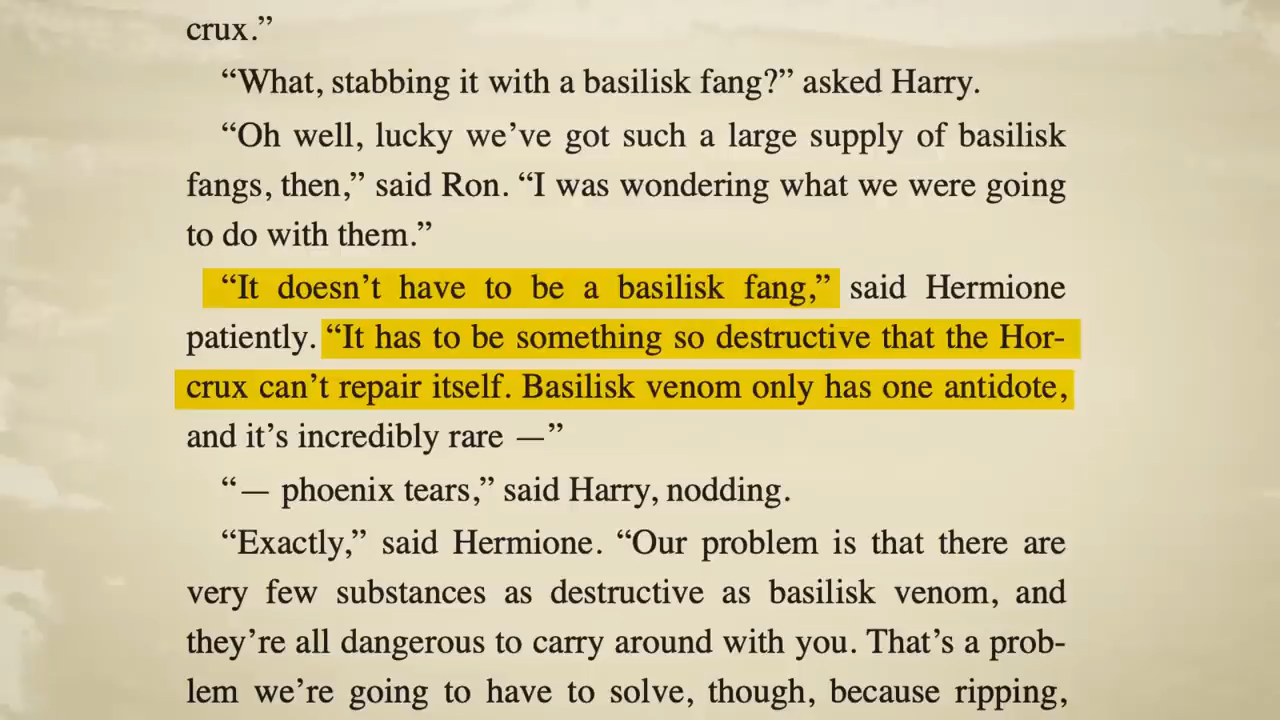 crux.”
“What, stabbing it with a basilisk fang?” asked Harry.
“Oh well, lucky we’ve got such a large supply of basilisk
fangs, then,” said Ron. “I was wondering what we were going
to do with them.”
“It doesn’t have to be a basilisk fang,” said Hermione
patiently. “It has to be something so destructive that the Hor-
crux can’t repair itself. Basilisk venom only has one antidote,
and it’s incredibly rare —”
“— phoenix tears,” said Harry, nodding.
“Exactly,” said Hermione. “Our problem is that there are
very few substances as destructive as basilisk venom, and
they’re all dangerous to carry around with you. That’s a prob-
lem we’re going to have to solve, though, because ripping,